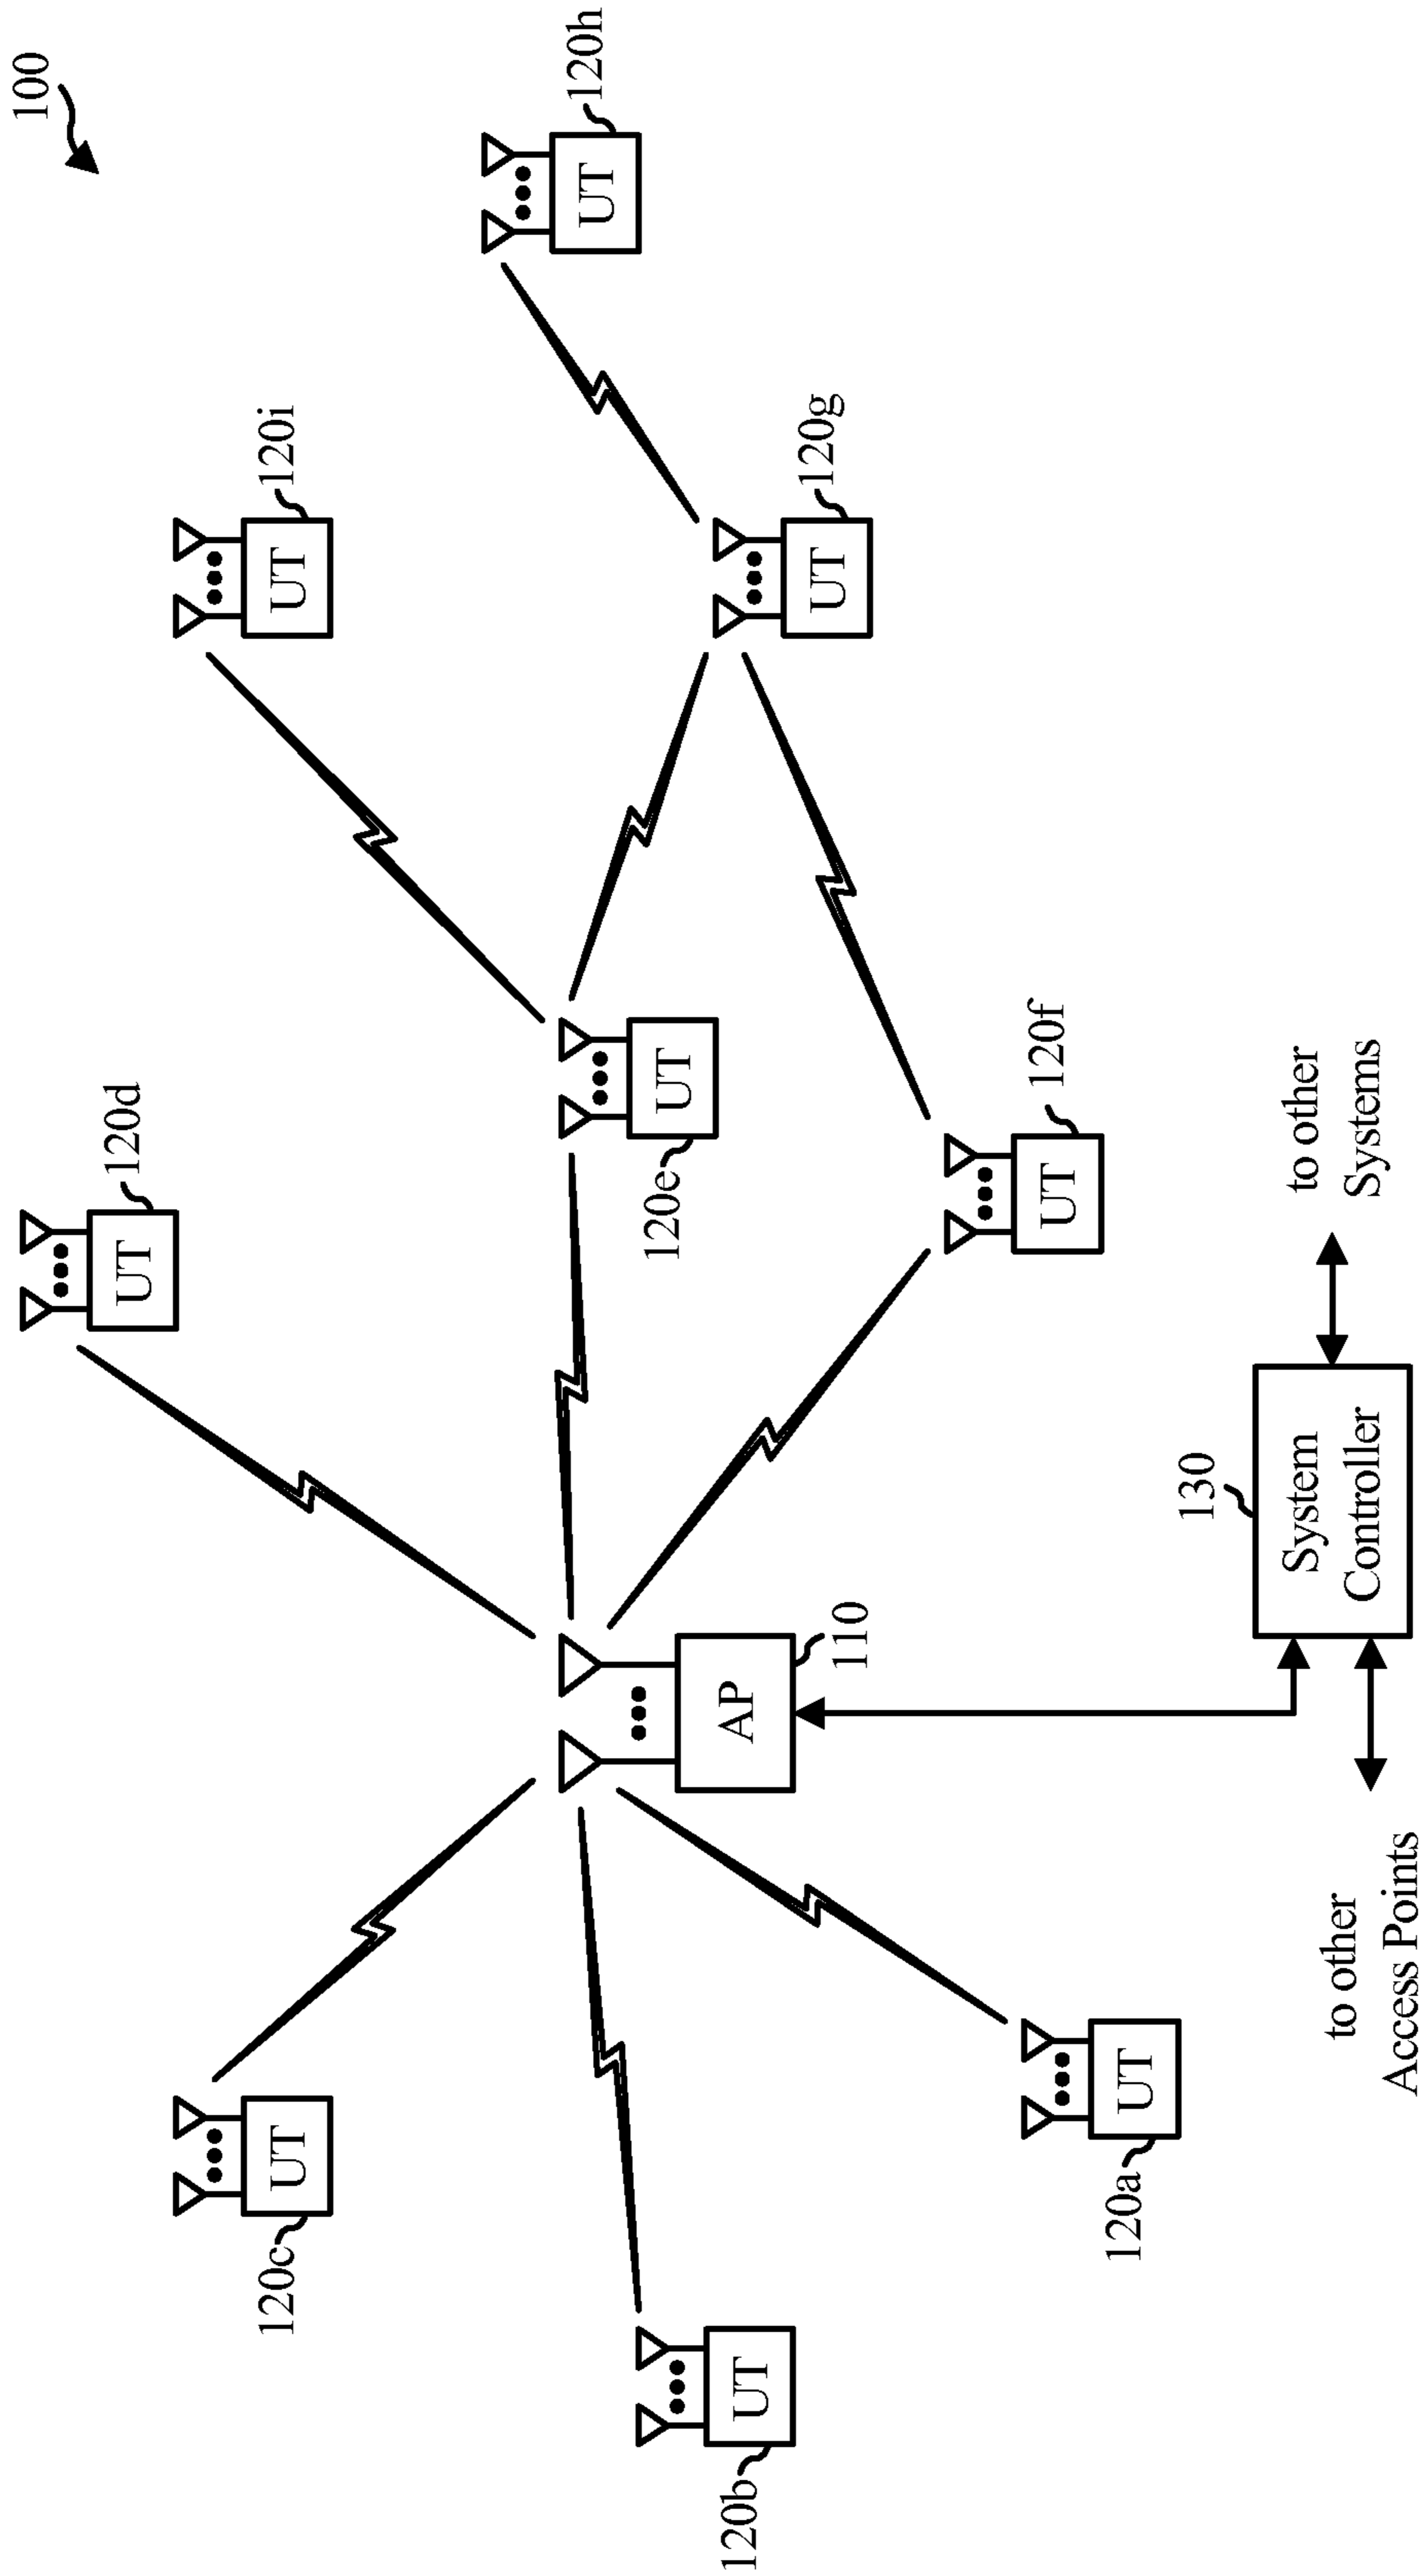 100
UT
120d
UT
120i
UT
120c
UT
120h
UT
120e
UT
120g
AP
110
UT
120b
UT
120f
UT
120a
130
System
Controller
to other
Systems
to other
Access Points